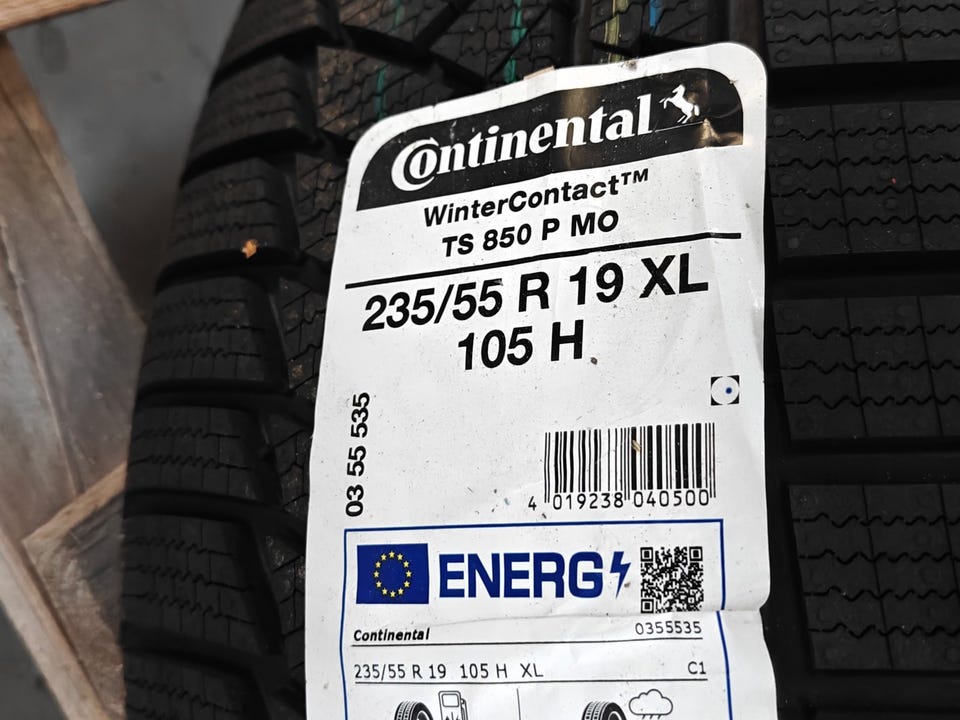 Continental
WinterContact™
TS 850 P MO
235/55 R 19 XL
105 H
03 55 535
4 019238 040500
ENERG
Continental 0355535
235/55 R 19 105 H XL C1